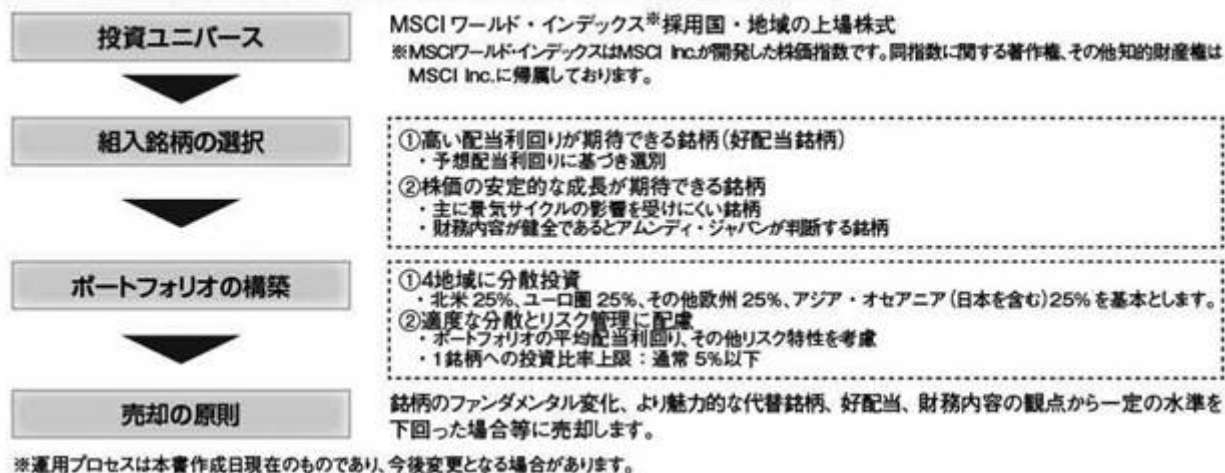 投資ユニバース
MSCIワールド・インデックス※採用国・地域の上場株式
※MSCIワールド・インデックスはMSCI Inc.が開発した株価指数です。同指数に関する著作権、その他知的財産権は
MSCI Inc.に帰属しております。
組入銘柄の選択
①高い配当利回りが期待できる銘柄(好配当銘柄)
・予想配当利回りに基づき選別
②株価の安定的な成長が期待できる銘柄
・主に景気サイクルの影響を受けにくい銘柄
・財務内容が健全であるとアムンディ・ジャパンが判断する銘柄
ポートフォリオの構築
①4地域に分散投資
・北米 25%、ユーロ圏 25%、その他欧州 25%、アジア・オセアニア(日本を含む)25%を基本とします。
②適度な分散とリスク管理に配慮
・ポートフォリオの平均配当利回り、その他リスク特性を考慮
・1銘柄への投資比率上限:通常 5%以下
売却の原則
銘柄のファンダメンタル変化、より魅力的な代替銘柄、好配当、財務内容の観点から一定の水準を
下回った場合等に売却します。
※運用プロセスは本書作成日現在のものであり、今後変更となる場合があります。